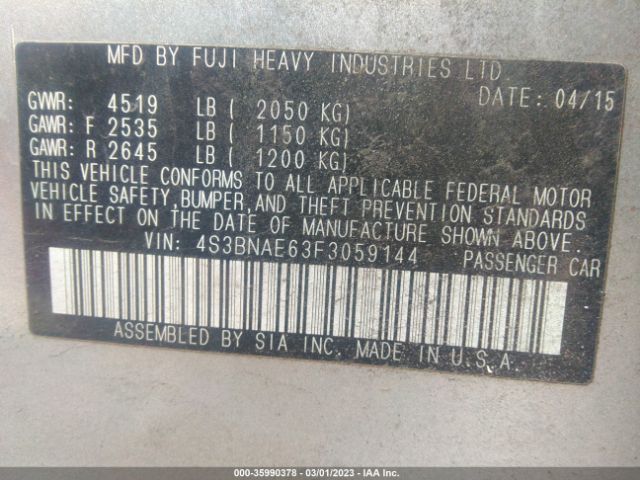 MFD BY FUJI HEAVY INDUSTRIES LTD
DATE: 04/15
GVWR: 4519 LB ( 2050 KG)
GAWR: F 2535 LB ( 1150 KG)
GAWR: R 2645 LB ( 1200 KG)
THIS VEHICLE CONFORMS TO ALL APPLICABLE FEDERAL MOTOR
VEHICLE SAFETY, BUMPER, AND THEFT PREVENTION STANDARDS
IN EFFECT ON THE DATE OF MANUFACTURE SHOWN ABOVE.
VIN: 4S3BNAE63F3059144 PASSENGER CAR
ASSEMBLED BY SIA INC. MADE IN U.S.A.
000-35990378 - 03/01/2023 - IAA Inc.